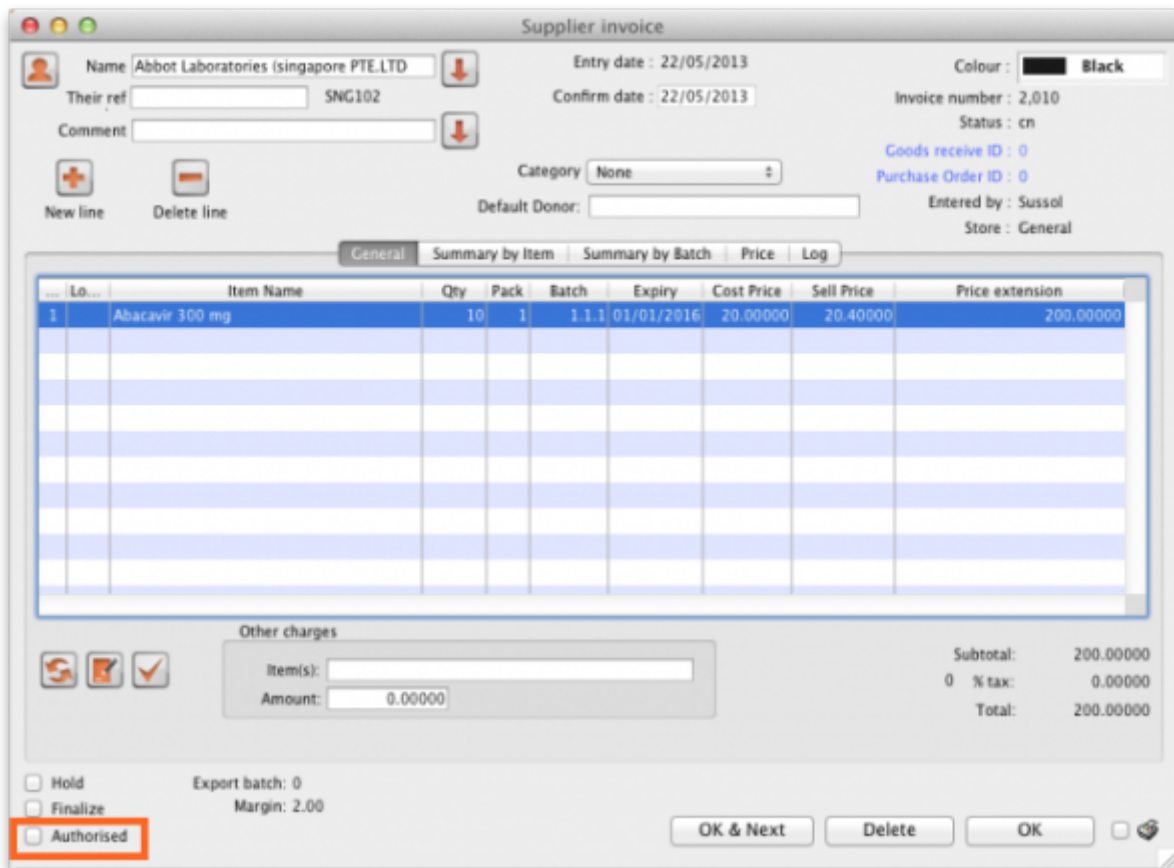 Supplier invoice
Name Abbot Laboratories (singapore PTE.LTD
Entry date : 22/05/2013
Colour : Black
Their ref SNG102
Confirm date : 22/05/2013
Invoice number : 2,010
Comment
Status : cn
Goods receive ID : 0
Category None
Purchase Order ID : 0
New line Delete line
Default Donor:
Entered by : Sussol
Store : General
General Summary by Item Summary by Batch Price Log
... Lo... Item Name Qty Pack Batch Expiry Cost Price Sell Price Price extension
1 Abacavir 300 mg 10 1 1.1.1 01/01/2016 20.00000 20.40000 200.00000
Other charges
Item(s):
Amount: 0.00000
Subtotal: 200.00000
0 % tax: 0.00000
Total: 200.00000
Hold Export batch: 0
Finalize Margin: 2.00
Authorised
OK & Next Delete OK